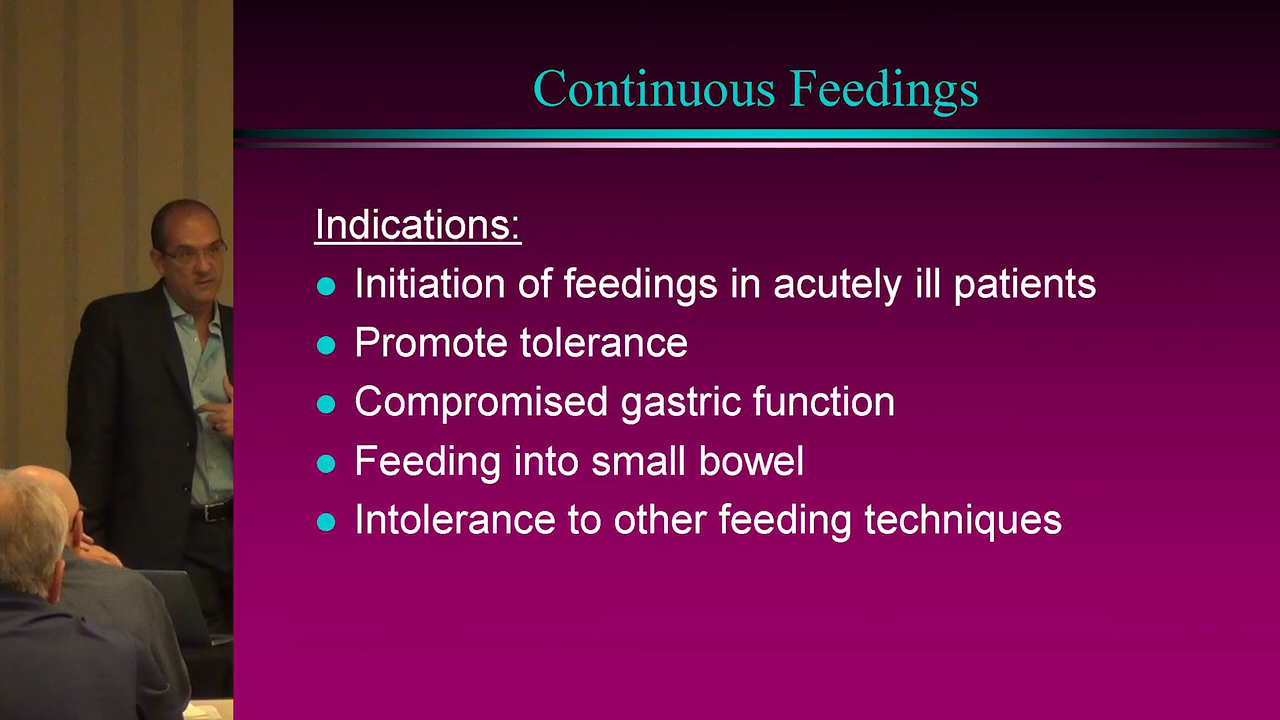 Continuous Feedings
Indications:
Initiation of feedings in acutely ill patients
Promote tolerance
Compromised gastric function
Feeding into small bowel
Intolerance to other feeding techniques